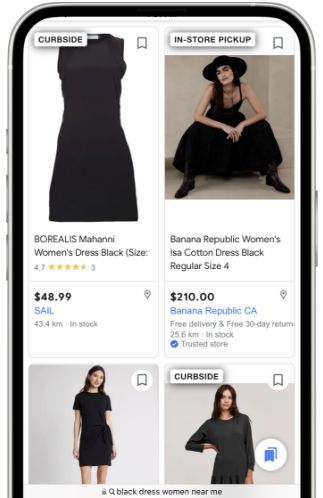 CURBSIDE
IN-STORE PICKUP
BOREALIS Mahanni
Women's Dress Black (Size:
4.7 ★★★★★ 3
$48.99
SAIL
43.4 km · In stock
Banana Republic Women's
Isa Cotton Dress Black
Regular Size 4
$210.00
Banana Republic CA
Free delivery & Free 30-day return
25.6 km · In stock
Trusted store
CURBSIDE
black dress women near me